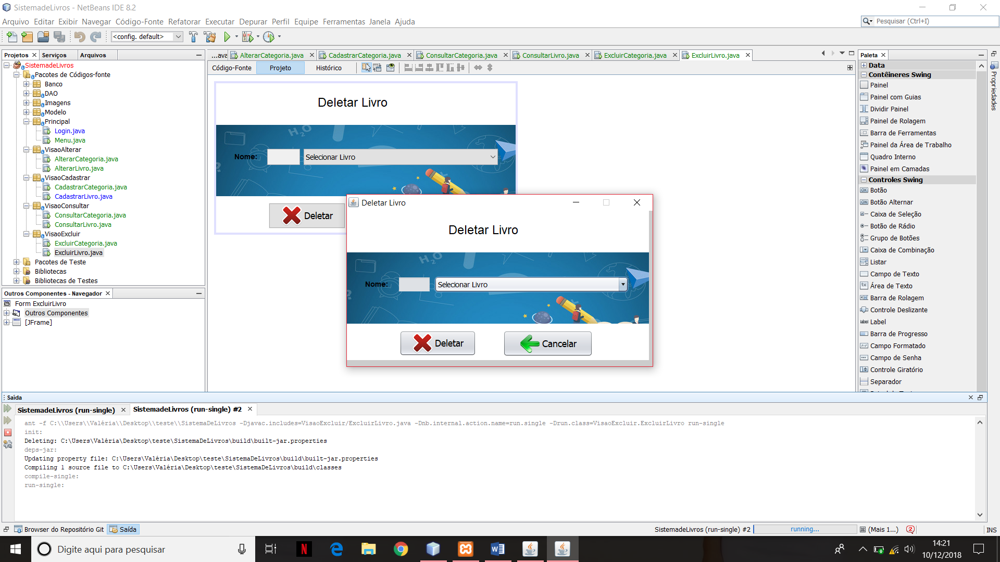 SistemadeLivros - NetBeans IDE 8.2
Arquivo Editar Exibir Navegar Código-Fonte Refatorar Executar Depurar Perfil Equipe Ferramentas Janela Ajuda
Pesquisar (Ctrl+I)
<config. default>
Projetos Serviços Arquivos
SistemadeLivros
Pacotes de Códigos-fonte
Banco
DAO
Imagens
Modelo
Principal
Login.java
Menu.java
VisaoAlterar
AlterarCategoria.java
AlterarLivro.java
VisaoCadastrar
CadastrarCategoria.java
CadastrarLivro.java
VisaoConsultar
ConsultarCategoria.java
ConsultarLivro.java
VisaoExcluir
ExcluirCategoria.java
ExcluirLivro.java
Pacotes de Teste
Bibliotecas
Bibliotecas de Testes
Outros Componentes - Navegador
Form ExcluirLivro
Outros Componentes
[JFrame]
...ava AlterarCategoria.java CadastrarCategoria.java ConsultarCategoria.java ConsultarLivro.java ExcluirCategoria.java ExcluirLivro.java
Código-Fonte Projeto Histórico
Deletar Livro
H2O
Nome: Selecionar Livro
Deletar
Deletar Livro
Deletar Livro
H2O
Nome: Selecionar Livro
Deletar Cancelar
Paleta
Data
Contêineres Swing
Painel
Painel com Guias
Dividir Painel
Painel de Rolagem
Barra de Ferramentas
Painel da Área de Trabalho
Quadro Interno
Painel em Camadas
Controles Swing
Botão
Botão Alternar
Caixa de Seleção
Botão de Rádio
Grupo de Botões
Caixa de Combinação
Listar
Campo de Texto
Área de Texto
Barra de Rolagem
Controle Deslizante
Label
Barra de Progresso
Campo Formatado
Campo de Senha
Controle Giratório
Separador
Propriedades
Saída
SistemadeLivros (run-single) SistemadeLivros (run-single) #2
ant -f C:\\Users\\Valéria\\Desktop\\teste\\SistemaDeLivros -Djavac.includes=VisaoExcluir/ExcluirLivro.java -Dnb.internal.action.name=run.single -Drun.class=VisaoExcluir.ExcluirLivro run-single
init:
Deleting: C:\Users\Valéria\Desktop\teste\SistemaDeLivros\build\built-jar.properties
deps-jar:
Updating property file: C:\Users\Valéria\Desktop\teste\SistemaDeLivros\build\built-jar.properties
Compiling 1 source file to C:\Users\Valéria\Desktop\teste\SistemaDeLivros\build\classes
compile-single:
run-single:
Browser do Repositório Git Saída
SistemadeLivros (run-single) #2 running... (Mais 1...) 2 INS
Digite aqui para pesquisar
14:21
10/12/2018